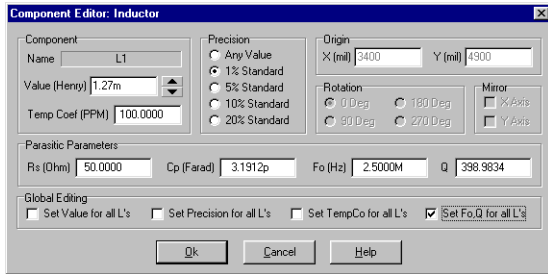 Component Editor: Inductor
Component
Name L1
Value (Henry) 1.27m
Temp Coef (PPM) 100.0000
Precision
Any Value
1% Standard
5% Standard
10% Standard
20% Standard
Origin
X (mil) 3400 Y (mil) 4900
Rotation
0 Deg 180 Deg
90 Deg 270 Deg
Mirror
X Axis
Y Axis
Parasitic Parameters
Rs (Ohm) 50.0000 Cp (Farad) 3.1912p Fo (Hz) 2.5000M Q 398.9834
Global Editing
Set Value for all L's Set Precision for all L's Set TempCo for all L's Set Fo,Q for all L's
Ok Cancel Help